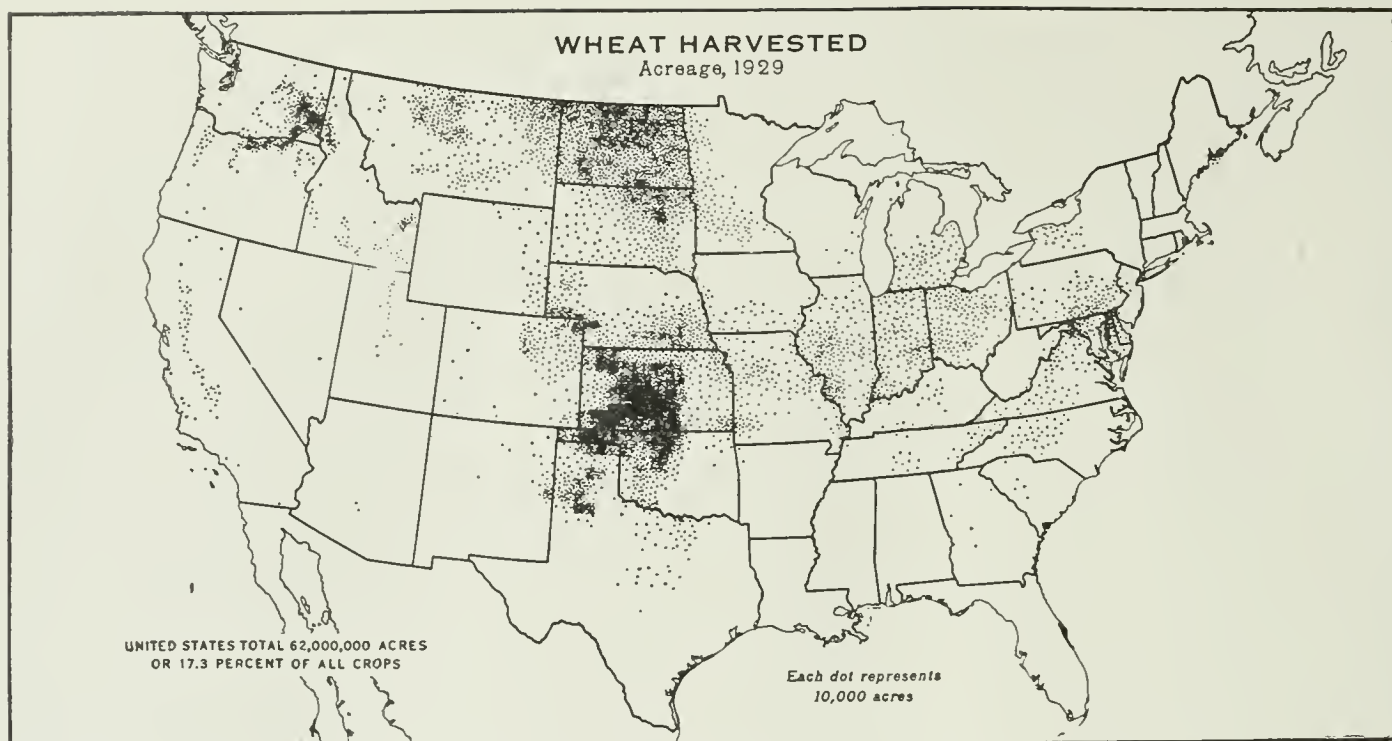 WHEAT HARVESTED
Acreage, 1929
UNITED STATES TOTAL 62,000,000 ACRES
OR 17.3 PERCENT OF ALL CROPS
Each dot represents
10,000 acres